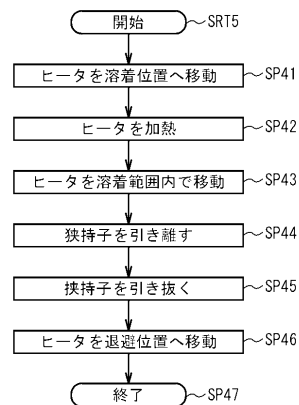 開始 SRT5
ヒータを溶着位置へ移動 SP41
ヒータを加熱 SP42
ヒータを溶着範囲内で移動 SP43
狭持子を引き離す SP44
挟持子を引き抜く SP45
ヒータを退避位置へ移動 SP46
終了 SP47